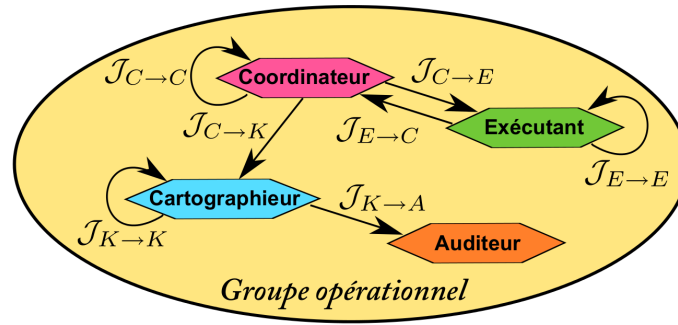 Coordinateur
Exécutant
Cartographieur
Auditeur
Groupe opérationnel
𝒥C→C
𝒥C→E
𝒥E→C
𝒥C→K
𝒥E→E
𝒥K→K
𝒥K→A